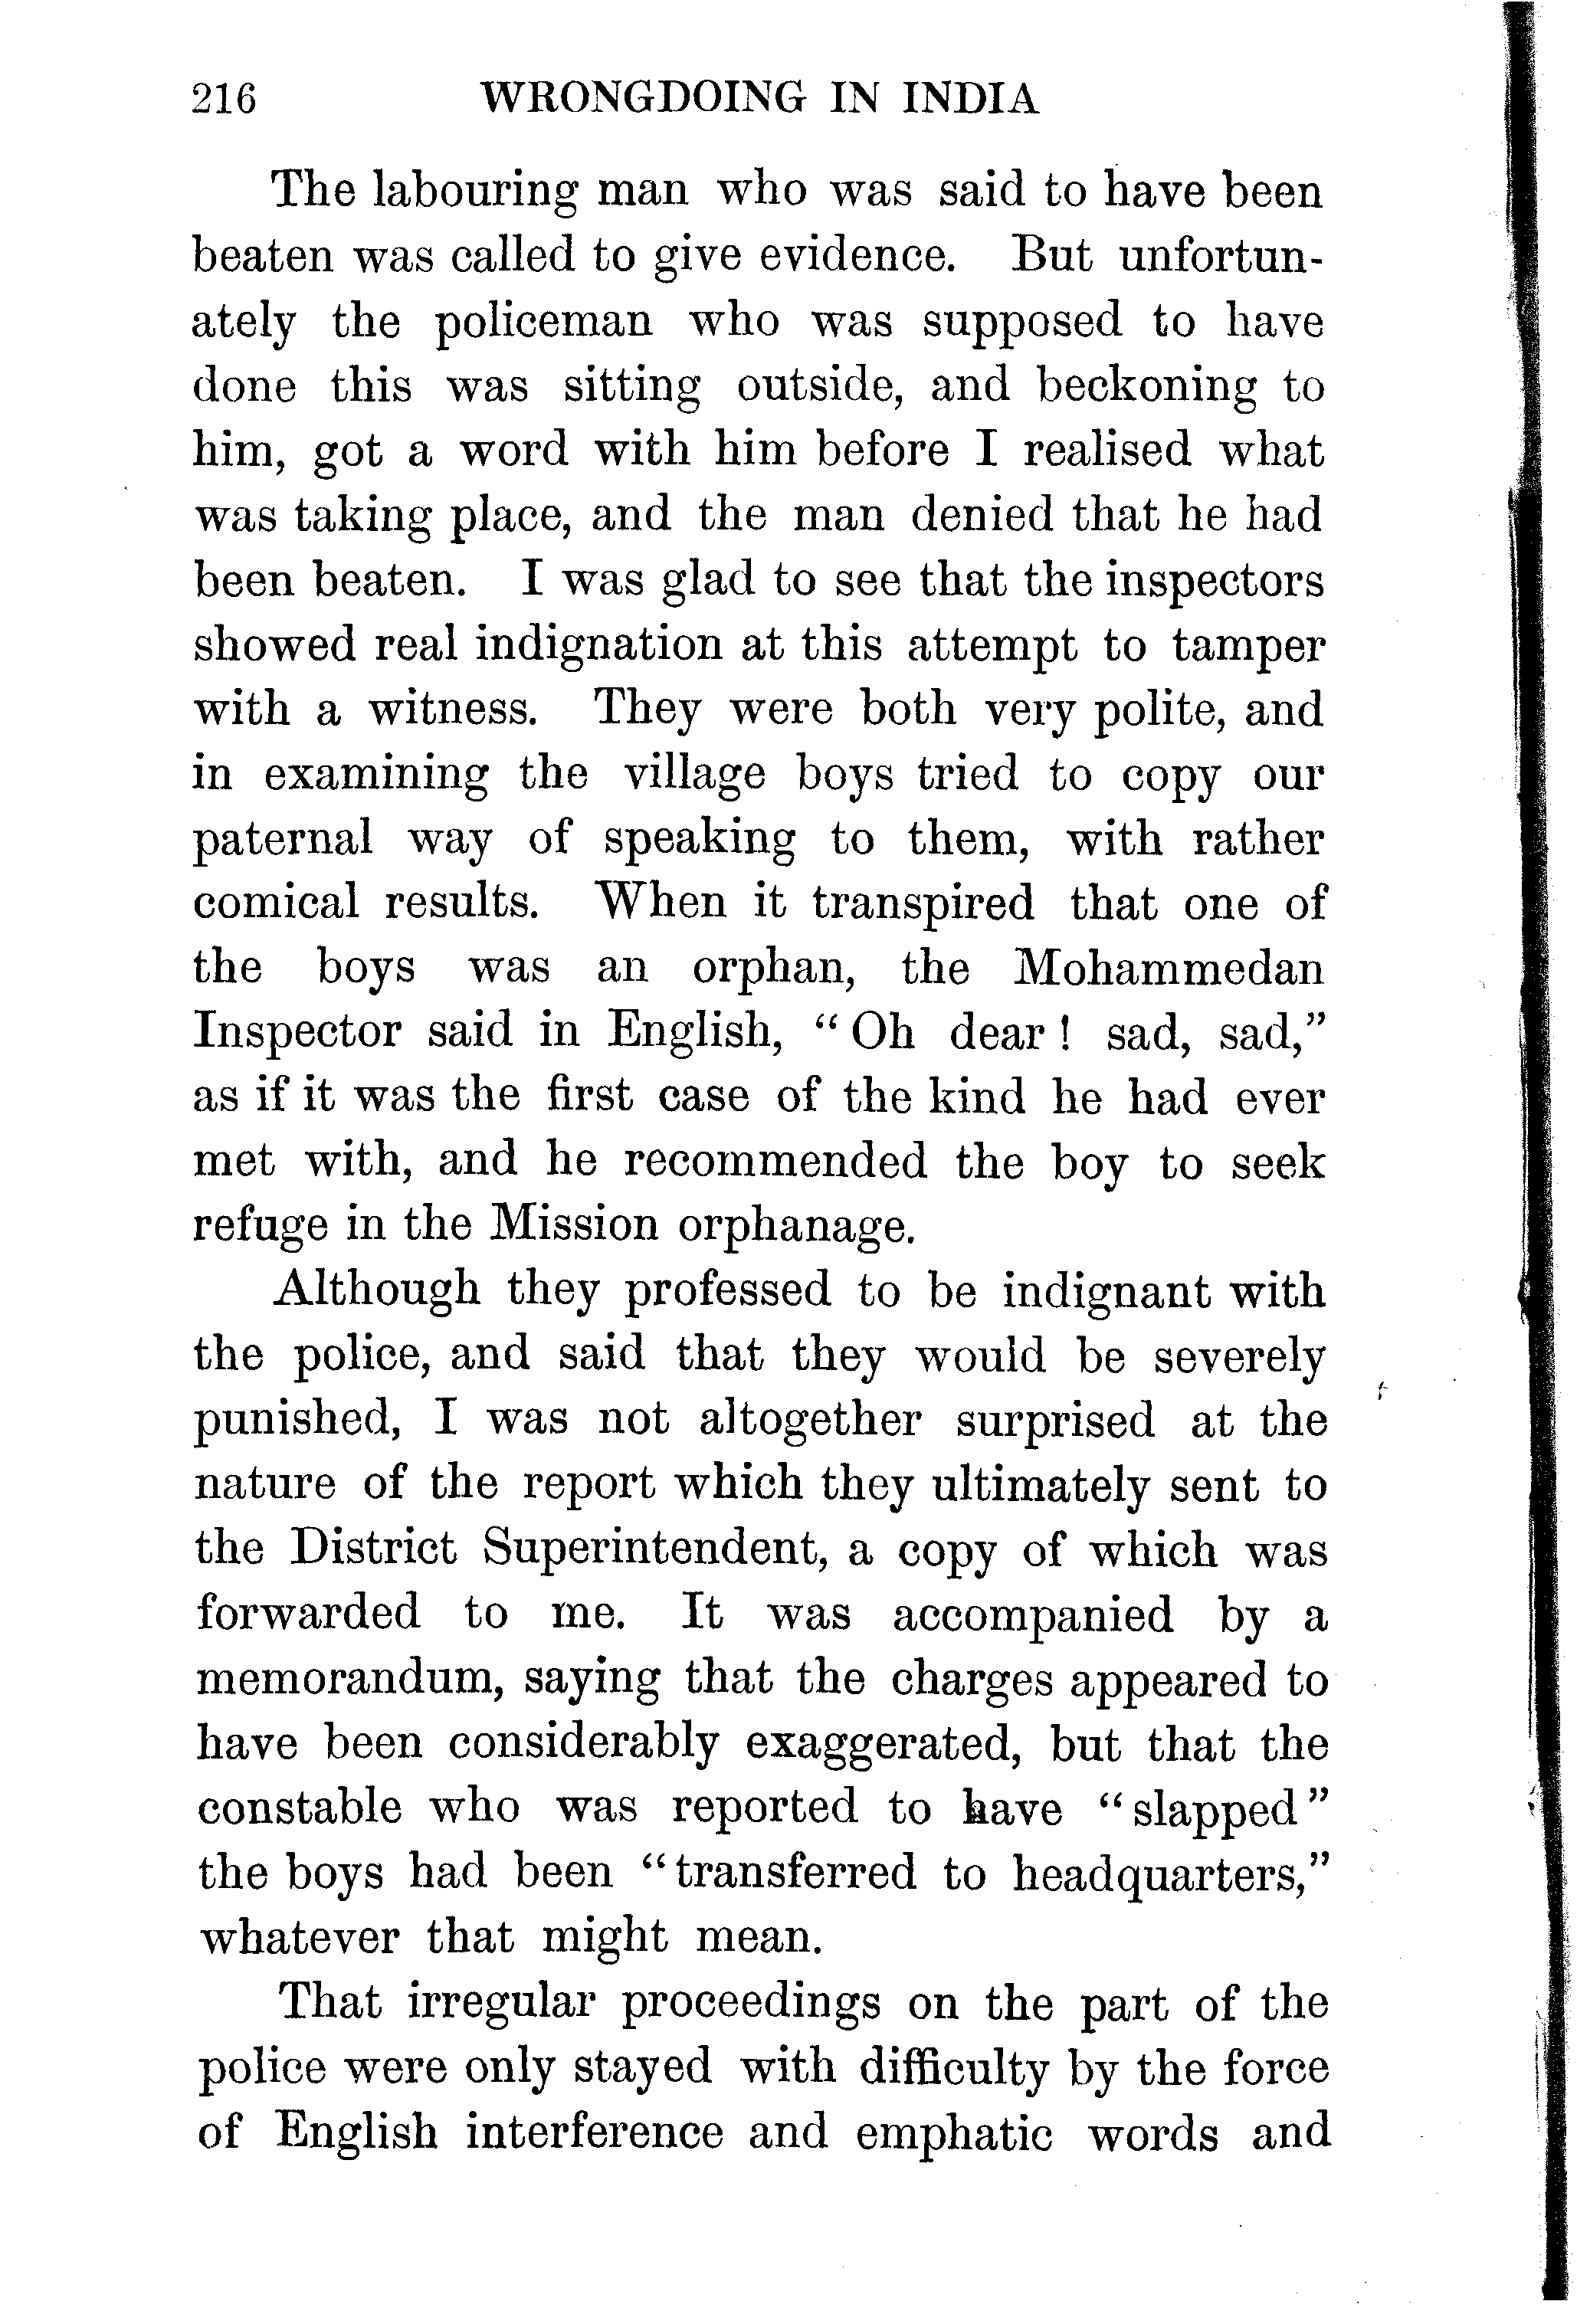 216 WRONGDOING IN INDIA
The labouring man who was said to have been
beaten was called to give evidence. But unfortun-
ately the policeman who was supposed to have
done this was sitting outside, and beckoning to
him, got a word with him before I realised what
was taking place, and the man denied that he had
been beaten. I was glad to see that the inspectors
showed real indignation at this attempt to tamper
with a witness. They were both very polite, and
in examining the village boys tried to copy our
paternal way of speaking to them, with rather
comical results. When it transpired that one of
the boys was an orphan, the Mohammedan
Inspector said in English, “Oh dear! sad, sad,”
as if it was the first case of the kind he had ever
met with, and he recommended the boy to seek
refuge in the Mission orphanage.
Although they professed to be indignant with
the police, and said that they would be severely
punished, I was not altogether surprised at the
nature of the report which they ultimately sent to
the District Superintendent, a copy of which was
forwarded to me. It was accompanied by a
memorandum, saying that the charges appeared to
have been considerably exaggerated, but that the
constable who was reported to have “slapped”
the boys had been “transferred to headquarters,”
whatever that might mean.
That irregular proceedings on the part of the
police were only stayed with difficulty by the force
of English interference and emphatic words and